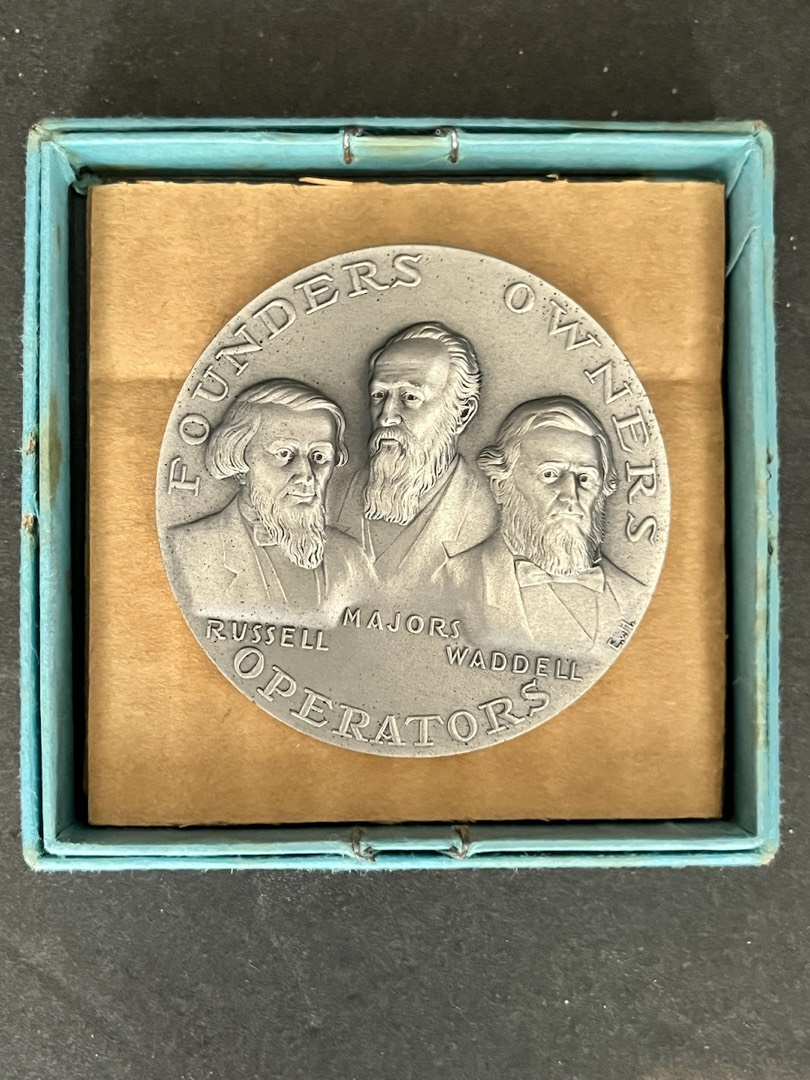 FOUNDERS OWNERS
RUSSELL
MAJORS
WADDELL
E.H.
OPERATORS